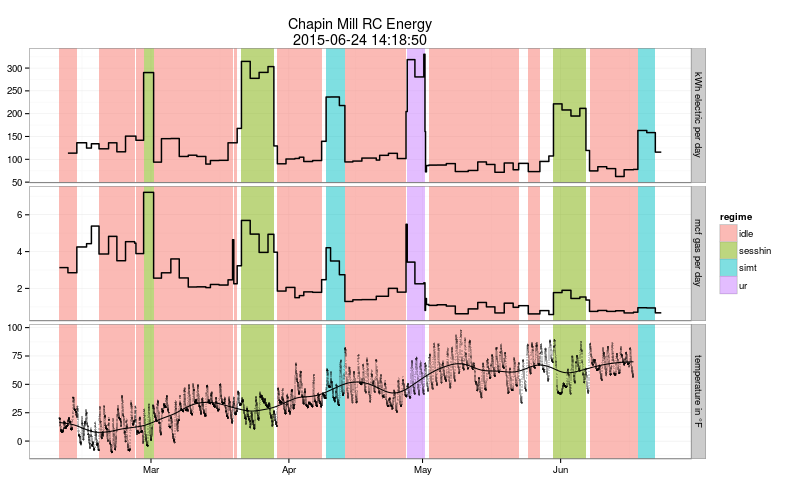 Chapin Mill RC Energy
2015-06-24 14:18:50
300
250
200
150
100
50
kWh electric per day
6
4
2
mcf gas per day
100
75
50
25
0
temperature in °F
Mar
Apr
May
Jun
regime
idle
sesshin
simt
ur